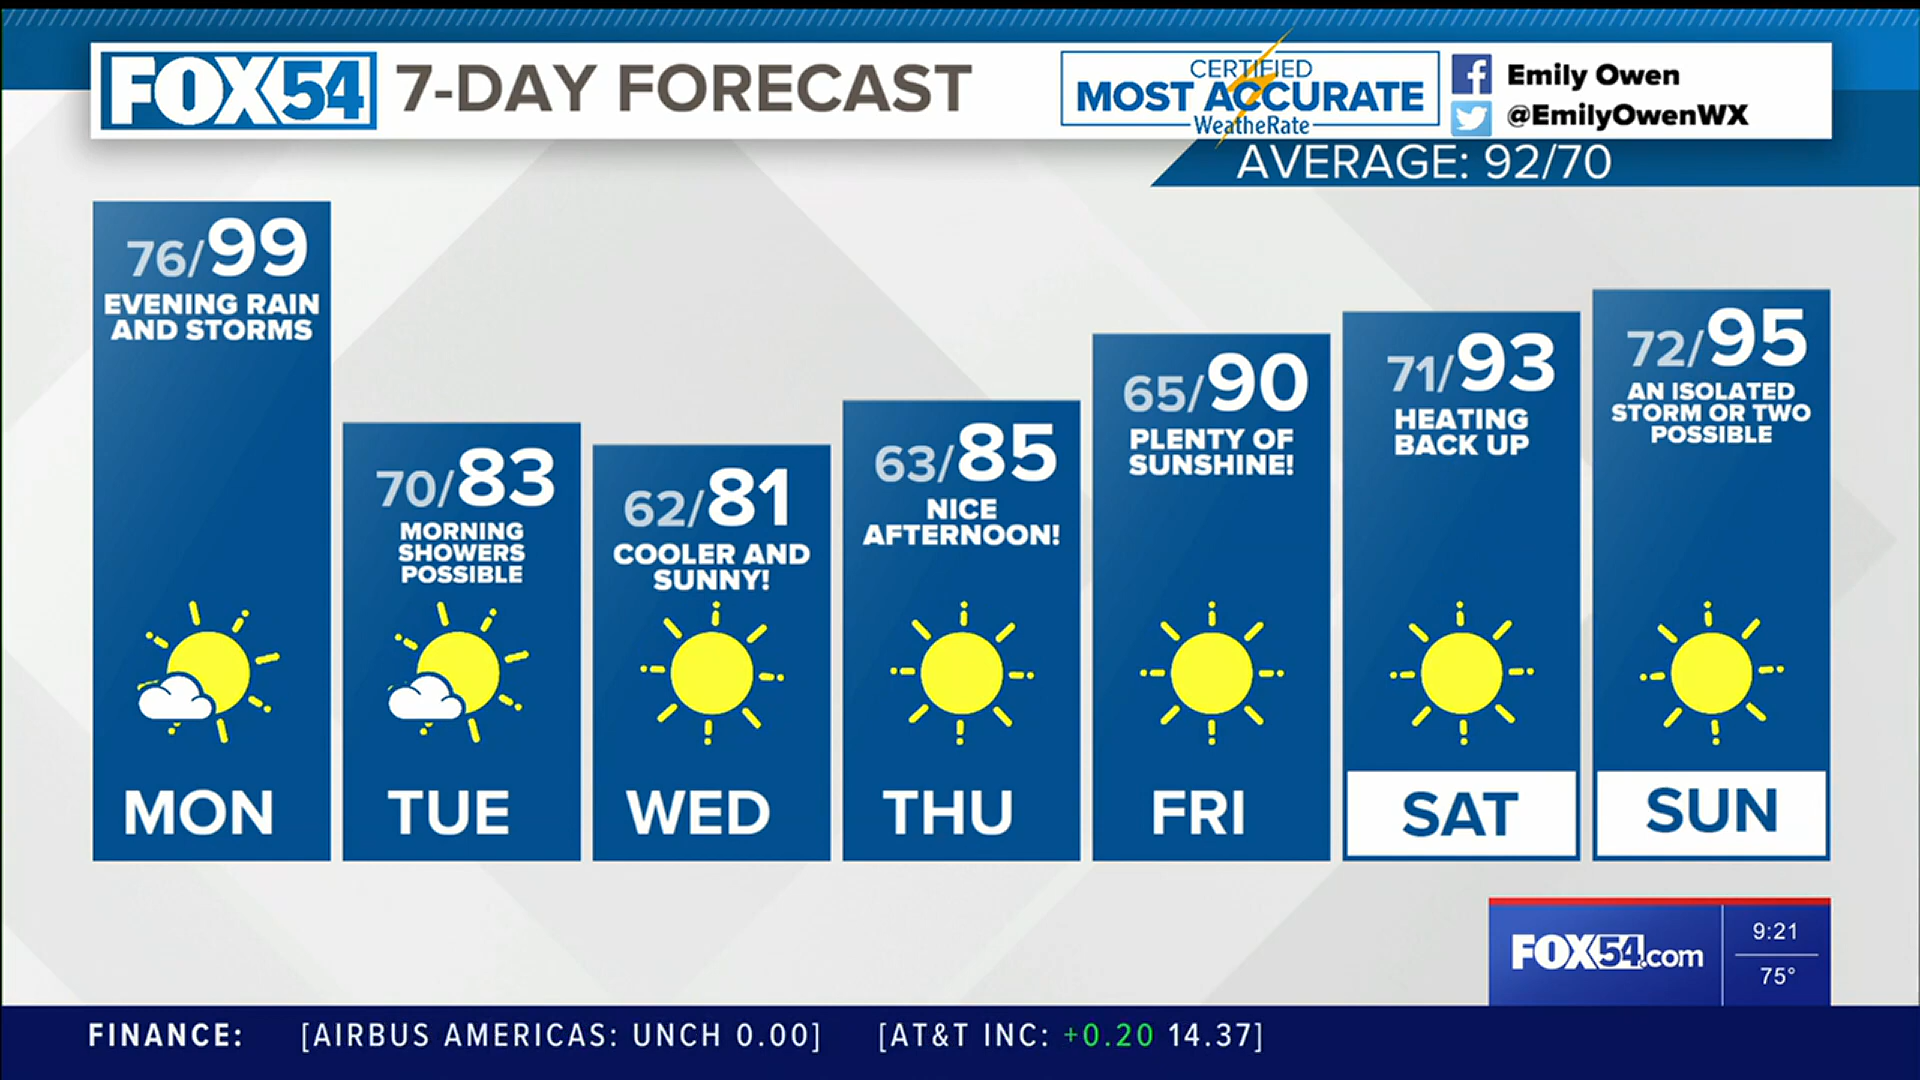 FOX54 7-DAY FORECAST
CERTIFIED
MOST ACCURATE
WeatheRate
Emily Owen
@EmilyOwenWX
AVERAGE: 92/70
76/99
EVENING RAIN
AND STORMS
MON
70/83
MORNING
SHOWERS
POSSIBLE
TUE
62/81
COOLER AND
SUNNY!
WED
63/85
NICE
AFTERNOON!
THU
65/90
PLENTY OF
SUNSHINE!
FRI
71/93
HEATING
BACK UP
SAT
72/95
AN ISOLATED
STORM OR TWO
POSSIBLE
SUN
FOX54.com
9:21
75°
FINANCE: [AIRBUS AMERICAS: UNCH 0.00] [AT&T INC: +0.20 14.37]